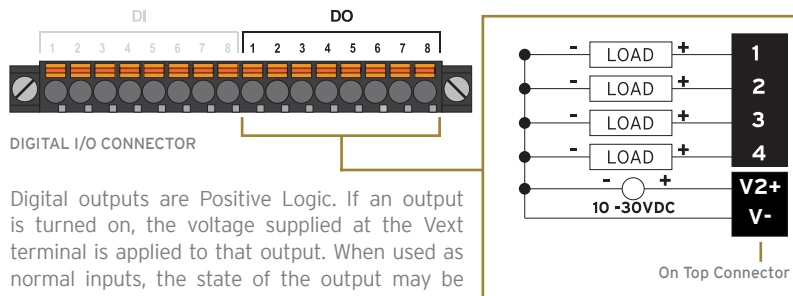 DI DO
1 2 3 4 5 6 7 8 1 2 3 4 5 6 7 8
DIGITAL I/O CONNECTOR
Digital outputs are Positive Logic. If an output
is turned on, the voltage supplied at the Vext
terminal is applied to that output. When used as
normal inputs, the state of the output may be
- LOAD + 1
- LOAD + 2
- LOAD + 3
- LOAD + 4
- + V2+
10 -30VDC V-
On Top Connector